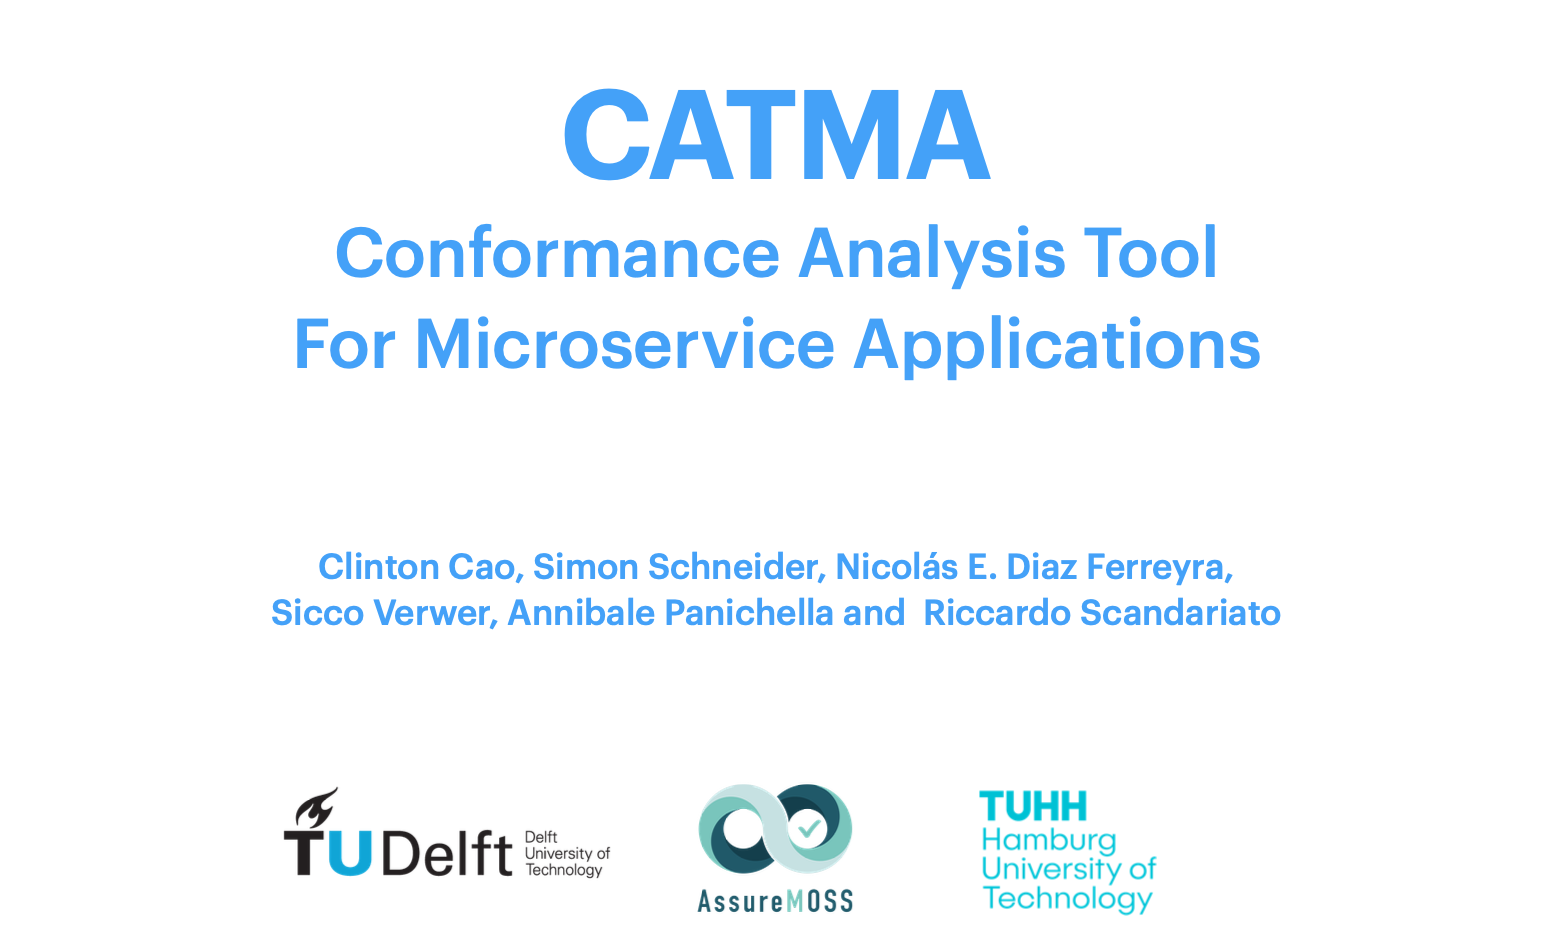 CATMA
Conformance Analysis Tool
For Microservice Applications
Clinton Cao, Simon Schneider, Nicolás E. Diaz Ferreyra,
Sicco Verwer, Annibale Panichella and  Riccardo Scandariato
TUDelft
Delft
University of
Technology
AssureMOSS
TUHH
Hamburg
University of
Technology